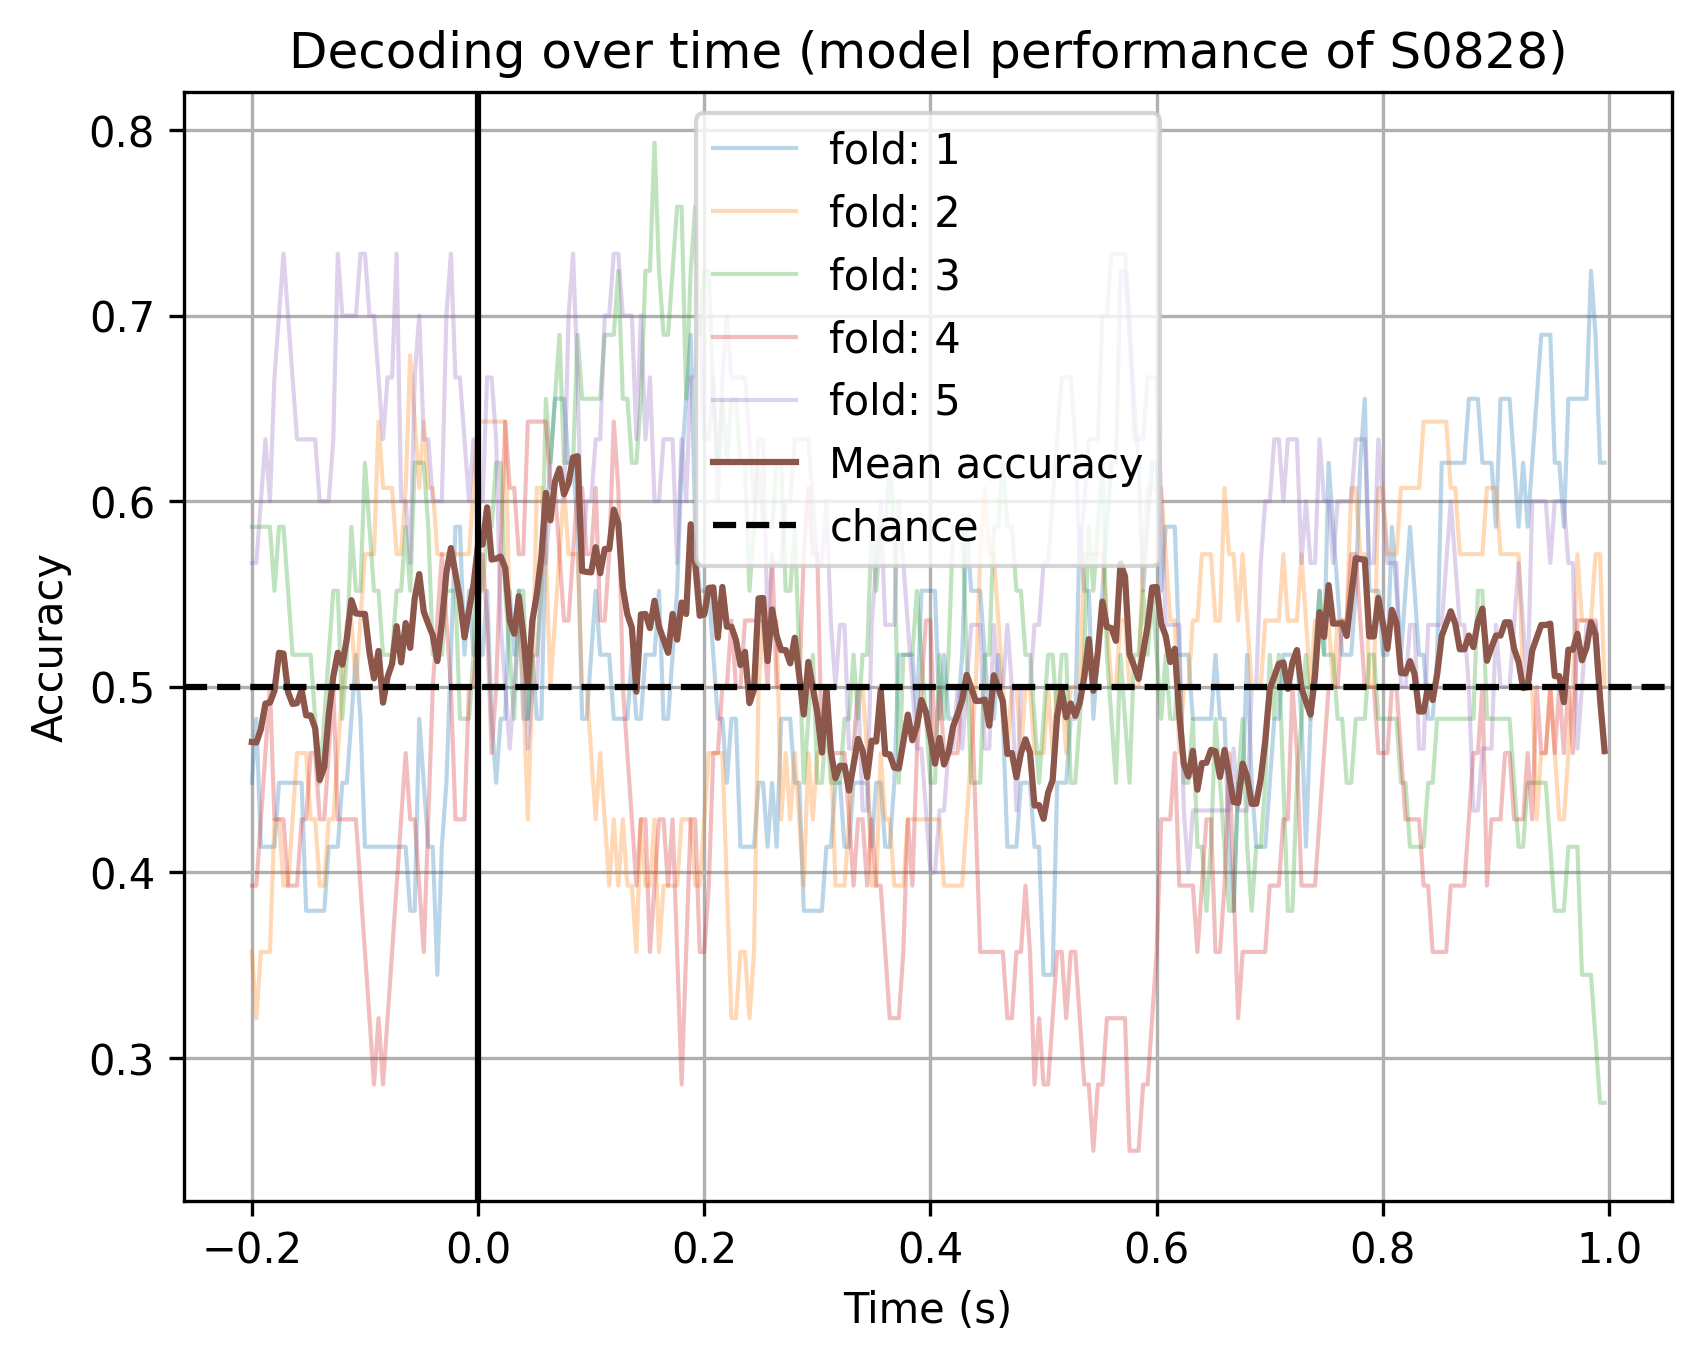 Decoding over time (model performance of S0828)
0.8
0.7
0.6
0.5
0.4
0.3
Accuracy
fold: 1
fold: 2
fold: 3
fold: 4
fold: 5
Mean accuracy
chance
−0.2 0.0 0.2 0.4 0.6 0.8 1.0
Time (s)